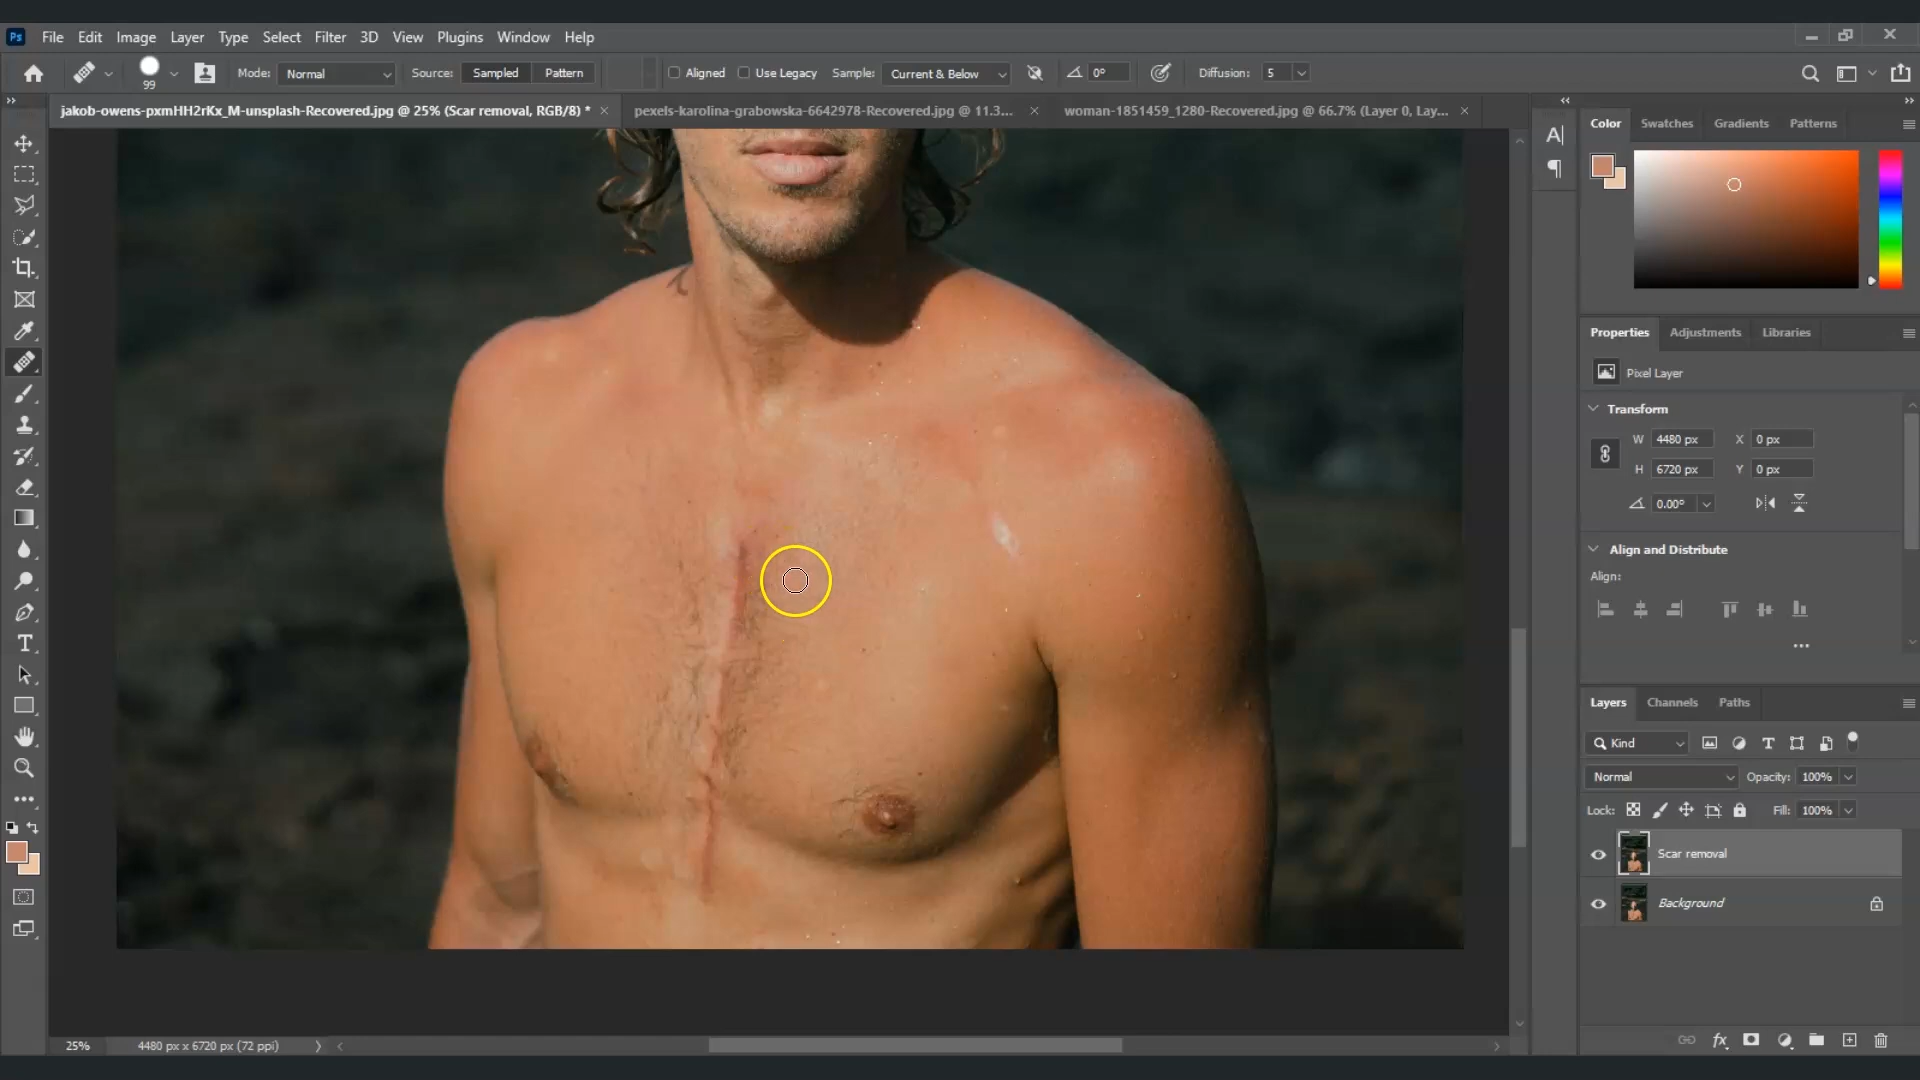 Ps File Edit Image Layer Type Select Filter 3D View Plugins Window Help
99 Mode: Normal Source: Sampled Pattern Aligned Use Legacy Sample: Current & Below 0° Diffusion: 5
jakob-owens-pxmHH2rKx_M-unsplash-Recovered.jpg @ 25% (Scar removal, RGB/8) * pexels-karolina-grabowska-6642978-Recovered.jpg @ 11.3... woman-1851459_1280-Recovered.jpg @ 66.7% (Layer 0, Lay...
Color Swatches Gradients Patterns
Properties Adjustments Libraries
Pixel Layer
Transform
W 4480 px X 0 px
H 6720 px Y 0 px
0.00°
Align and Distribute
Align:
Layers Channels Paths
Kind
Normal Opacity: 100%
Lock: Fill: 100%
Scar removal
Background
25% 4480 px x 6720 px (72 ppi)